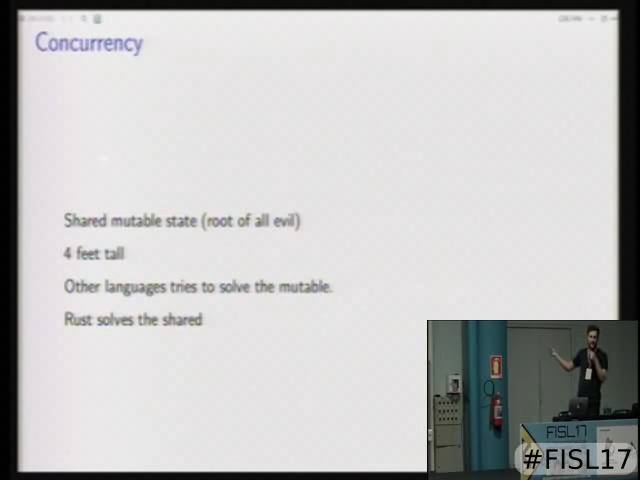 Concurrency
Shared mutable state (root of all evil)
4 feet tall
Other languages tries to solve the mutable.
Rust solves the shared
FISL17
#FISL17